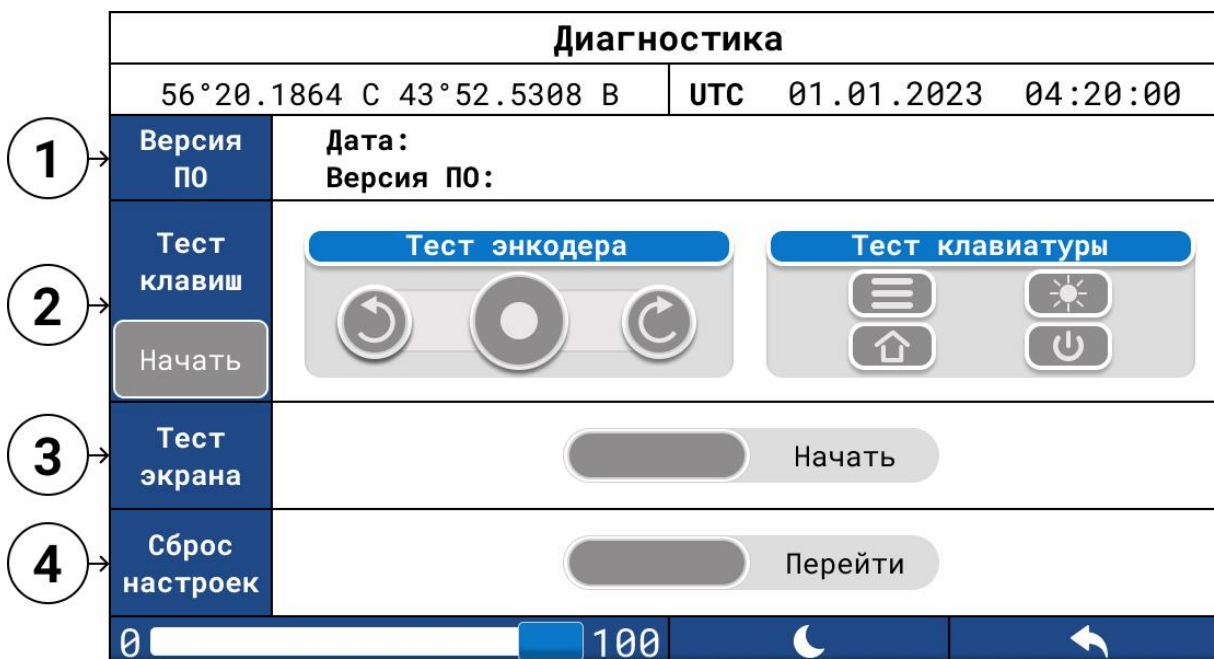 Диагностика
56°20.1864 С 43°52.5308 В
UTC 01.01.2023 04:20:00
1
Версия
ПО
Дата:
Версия ПО:
2
Тест
клавиш
Начать
Тест энкодера
Тест клавиатуры
3
Тест
экрана
Начать
4
Сброс
настроек
Перейти
0 100